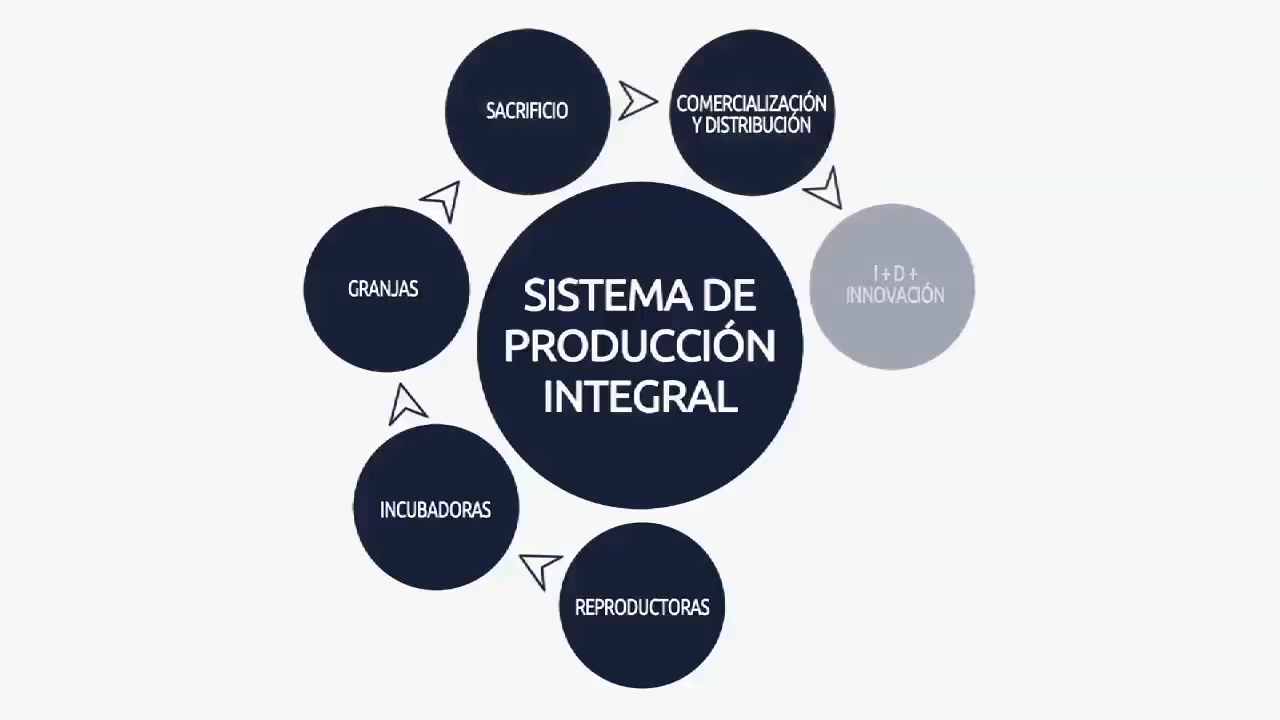 SACRIFICIO
COMERCIALIZACIÓN
Y DISTRIBUCIÓN
GRANJAS
I + D +
INNOVACIÓN
SISTEMA DE
PRODUCCIÓN
INTEGRAL
INCUBADORAS
REPRODUCTORAS